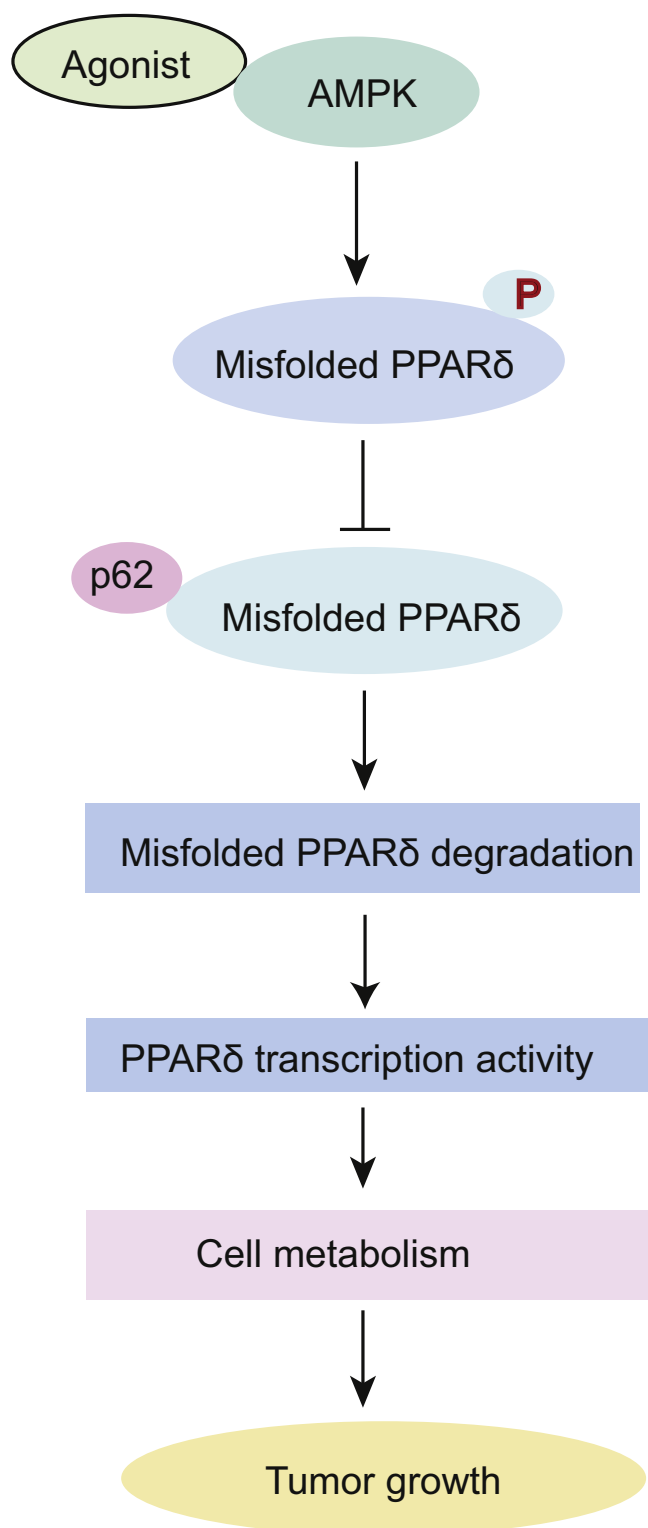 Agonist
AMPK
P
Misfolded PPARδ
p62
Misfolded PPARδ
Misfolded PPARδ degradation
PPARδ transcription activity
Cell metabolism
Tumor growth